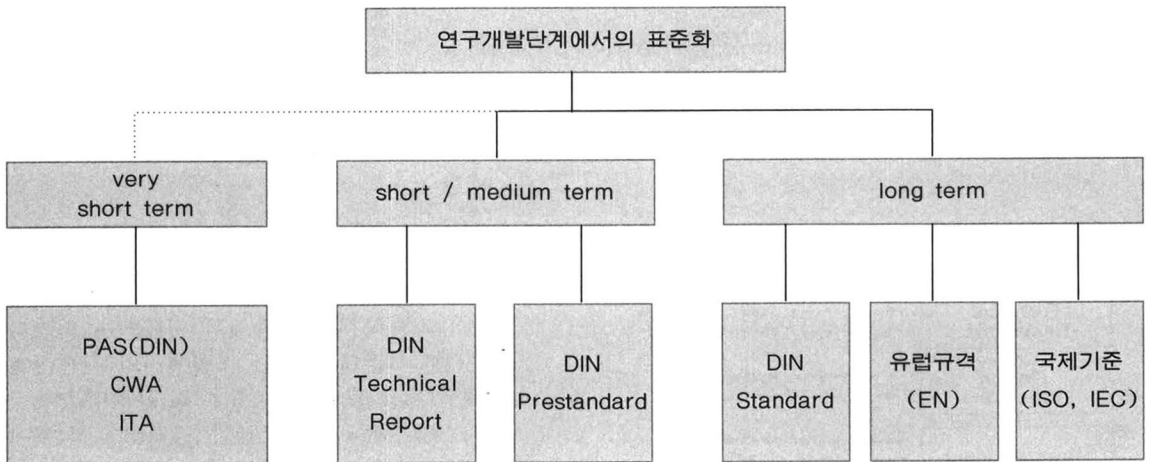 연구개발단계에서의 표준화
very
short term
short / medium term
long term
PAS(DIN)
CWA
ITA
DIN
Technical
Report
DIN
Prestandard
DIN
Standard
유럽규격
(EN)
국제기준
(ISO, IEC)